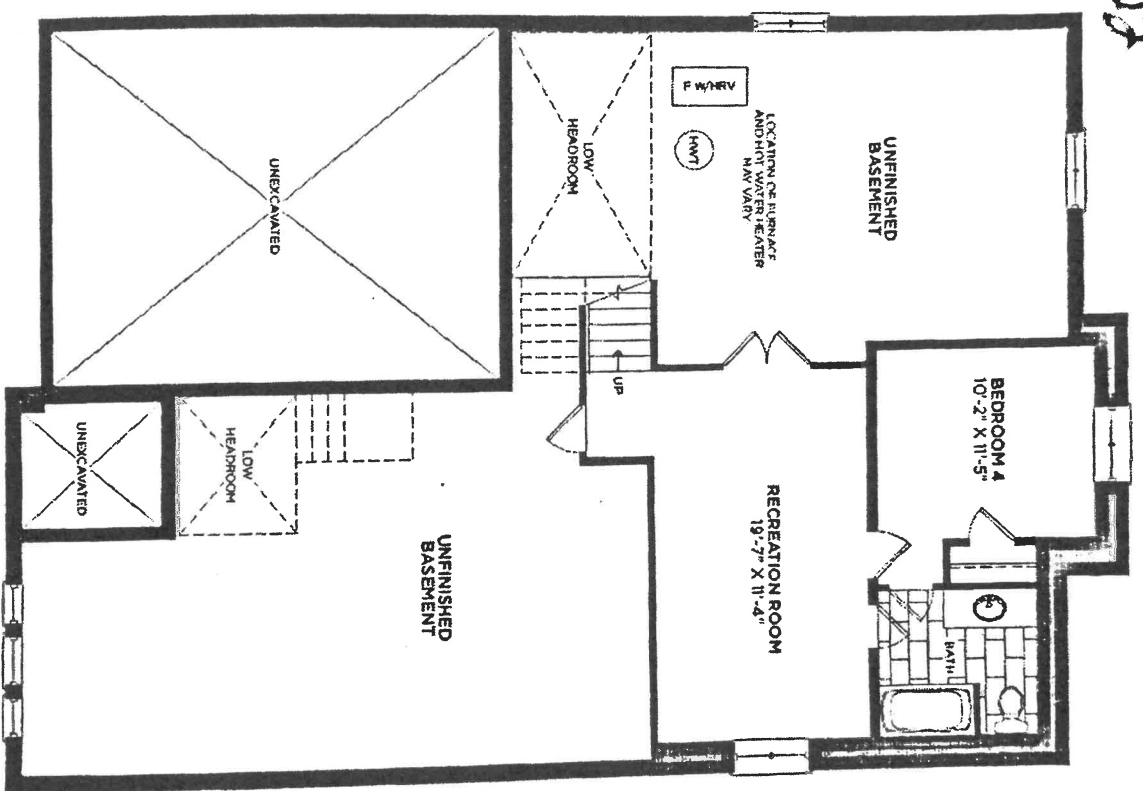 F W/HRV
HWT
LOCATION OF FURNACE
AND HOT WATER HEATER
MAY VARY
UNFINISHED
BASEMENT
LOW
HEADROOM
UNEXCAVATED
UP
BEDROOM 4
10'-2" X 11'-5"
UNEXCAVATED
LOW
HEADROOM
RECREATION ROOM
19'-7" X 11'-4"
UNFINISHED
BASEMENT
BATH